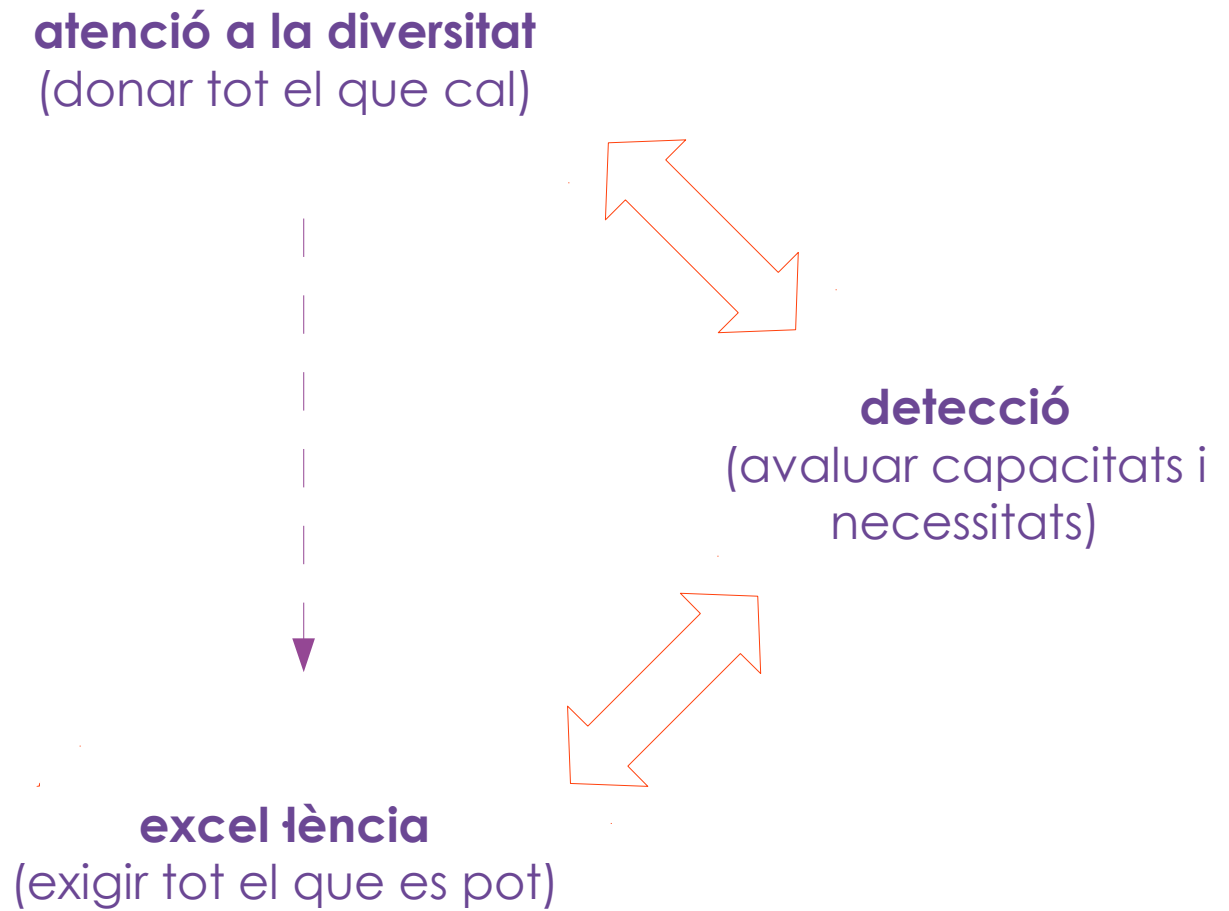 atenció a la diversitat
(donar tot el que cal)
detecció
(avaluar capacitats i
necessitats)
excel·lència
(exigir tot el que es pot)